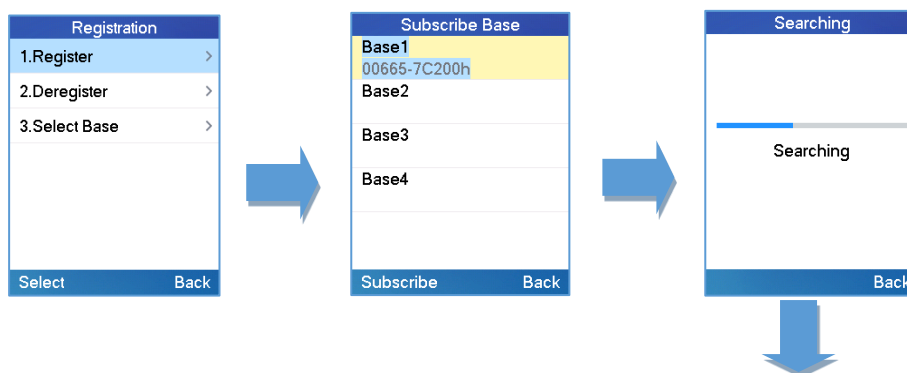 Registration
1.Register
2.Deregister
3.Select Base
Select Back
Subscribe Base
Base1
00665-7C200h
Base2
Base3
Base4
Subscribe Back
Searching
Searching
Back